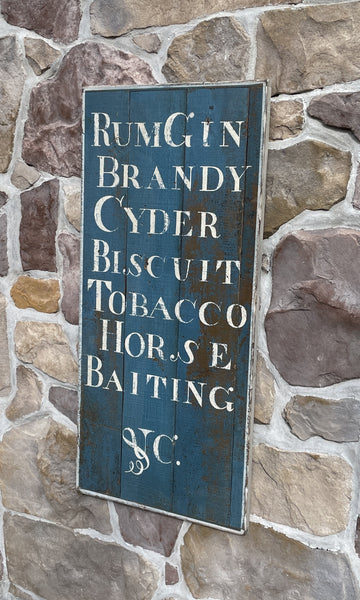 RUMGIN
BRANDY
CYDER
BISCUIT
TOBACCO
HORSE
BAITING
&C.